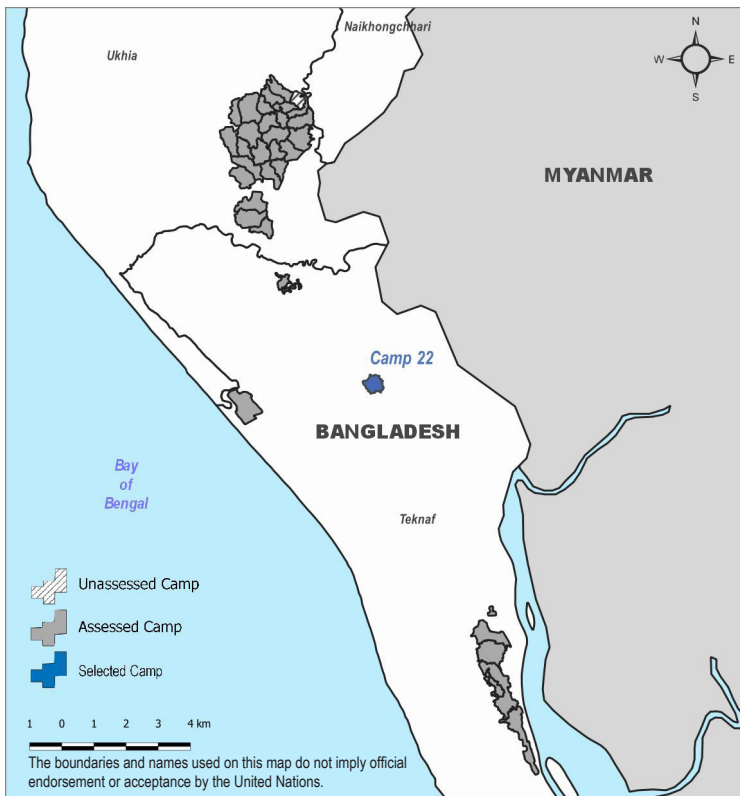 Naikhongchhari
Ukhia
N
W
E
S
MYANMAR
Camp 22
BANGLADESH
Bay
of
Bengal
Teknaf
Unassessed Camp
Assessed Camp
Selected Camp
1 0 1 2 3 4 km
The boundaries and names used on this map do not imply official
endorsement or acceptance by the United Nations.